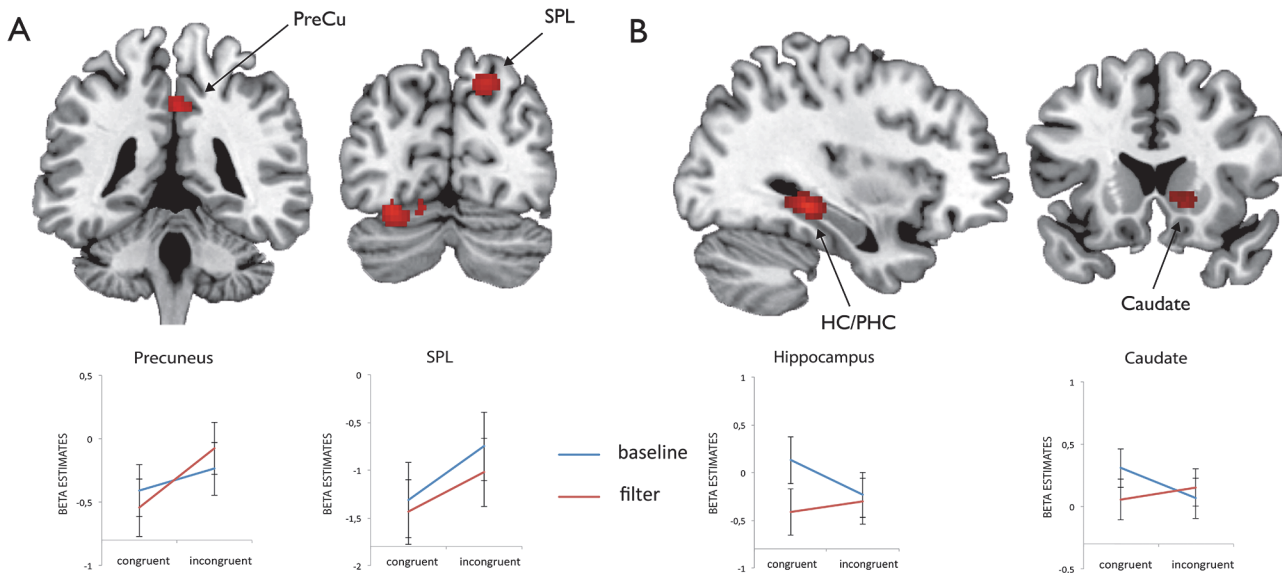 A
PreCu
SPL
B
HC/PHC
Caudate
Precuneus
BETA ESTIMATES
0,5
0
-0,5
-1
congruent incongruent
SPL
BETA ESTIMATES
0
-0,5
-1
-1,5
-2
congruent incongruent
baseline
filter
Hippocampus
BETA ESTIMATES
1
0,5
0
-0,5
-1
congruent incongruent
Caudate
BETA ESTIMATES
1
0,5
0
-0.5
congruent incongruent